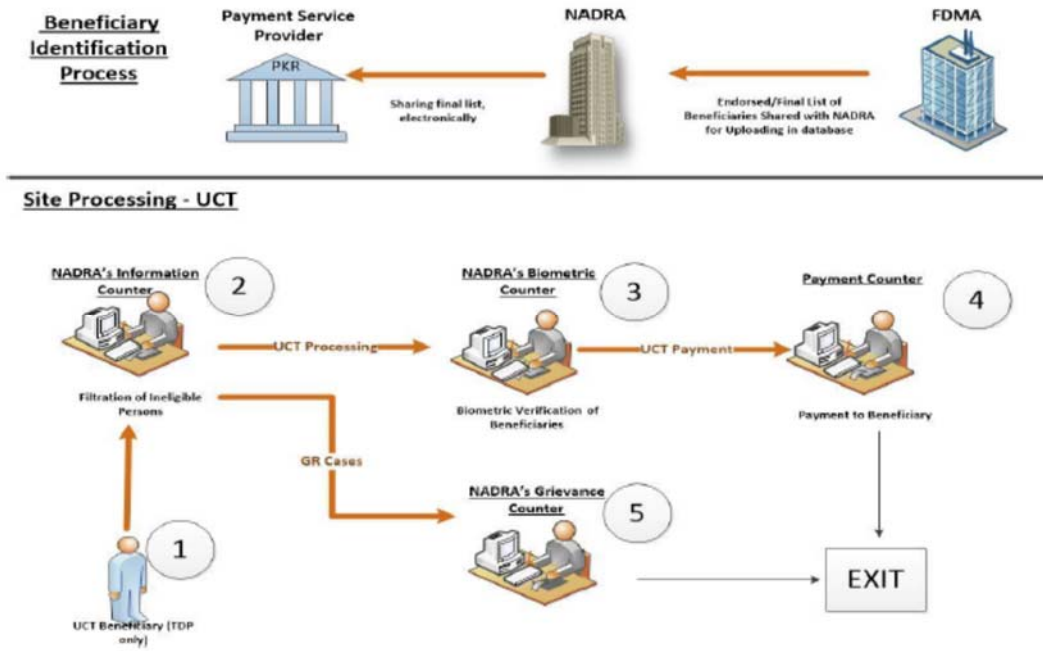 Beneficiary
Identification
Process
Payment Service
Provider
PKR
NADRA
FDMA
Sharing final list,
electronically
Endorsed/Final List of
Beneficiaries Shared with NADRA
for Uploading in database
Site Processing - UCT
NADRA's Information
Counter
2
NADRA's Biometric
Counter
3
Payment Counter
4
UCT Processing
UCT Payment
Filtration of Ineligible
Persons
Biometric Verification of
Beneficiaries
Payment to Beneficiary
GR Cases
NADRA's Grievance
Counter
5
1
EXIT
UCT Beneficiary (TDP
only)